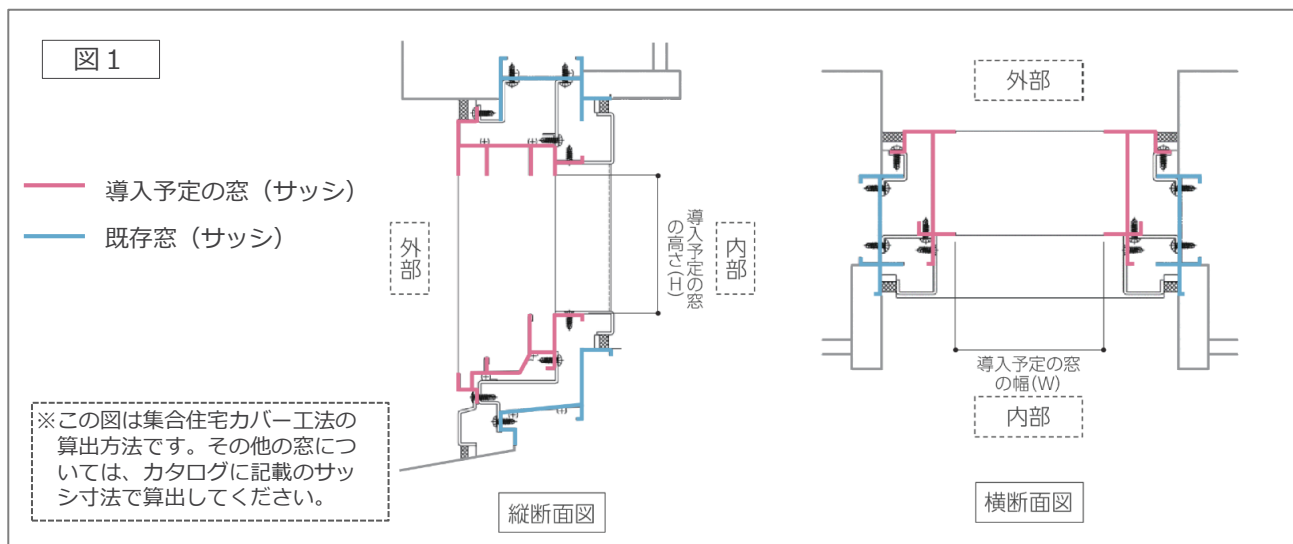 図1
導入予定の窓（サッシ）
既存窓（サッシ）
※この図は集合住宅カバー工法の
算出方法です。その他の窓につ
いては、カタログに記載のサッ
シ寸法で算出してください。
外部
導入予定の窓
の高さ(H)
内部
縦断面図
外部
導入予定の窓
の幅(W)
内部
横断面図